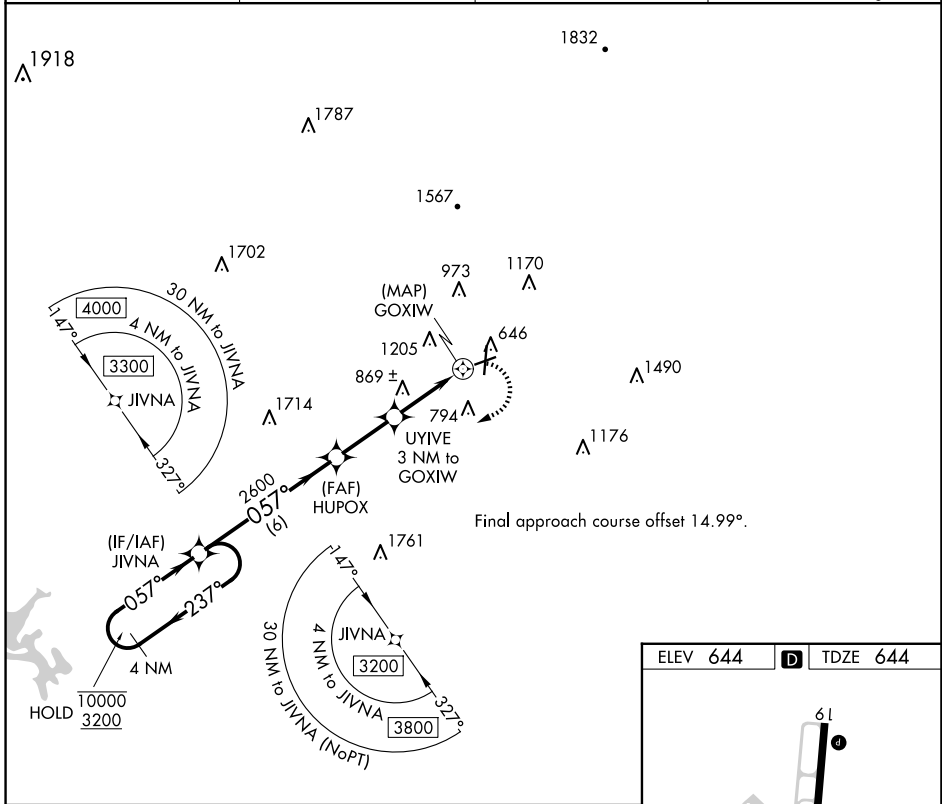 1832
1918
1787
1567
1702
973
1170
(MAP)
GOXIW
30 NM to JIVNA
4000
147°
4 NM to JIVNA
3300
JIVNA
327°
1205
646
869 ±
1490
1714
794
UYIVE
3 NM to
GOXIW
1176
2600
057°
(6)
(FAF)
HUPOX
Final approach course offset 14.99°.
(IF/IAF)
JIVNA
1761
057°
237°
4 NM
HOLD
10000
3200
147°
JIVNA
3200
4 NM to JIVNA
3800
327°
30 NM to JIVNA (NoPT)
ELEV 644
D
TDZE 644
19
P